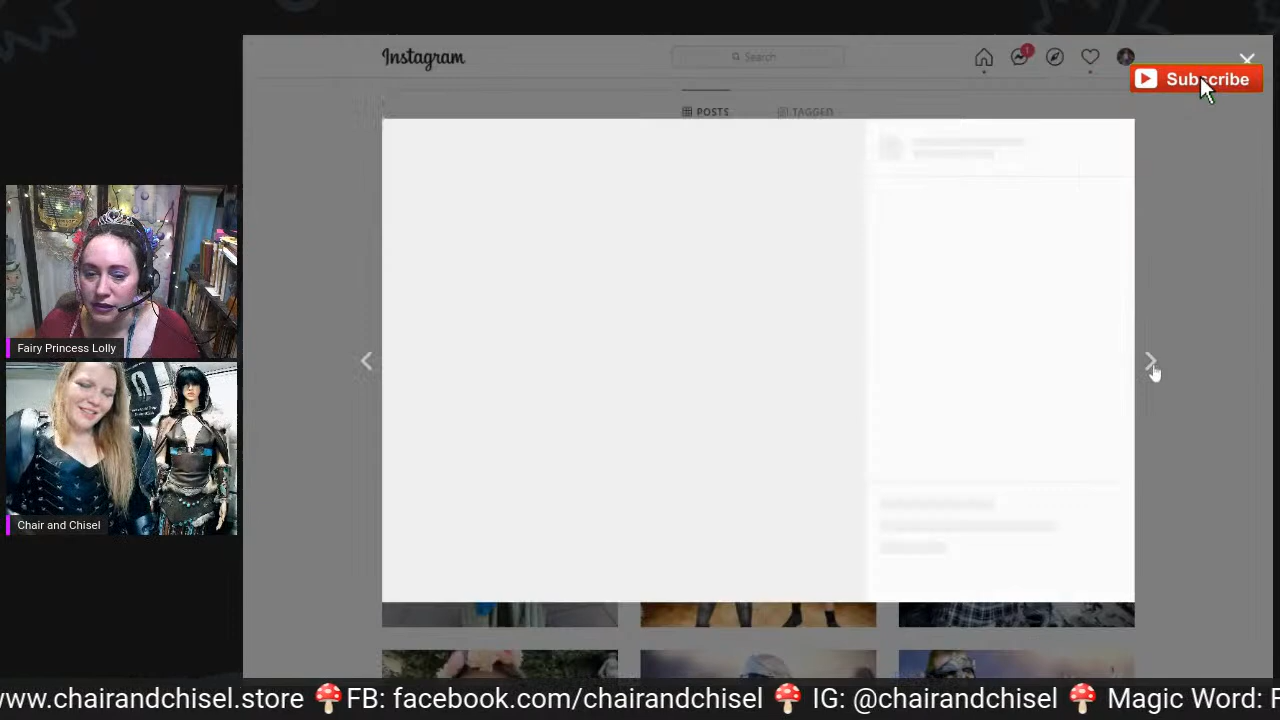 Instagram
Search
1
Subscribe
POSTS
TAGGED
Fairy Princess Lolly
Chair and Chisel
www.chairandchisel.store 🍄FB: facebook.com/chairandchisel 🍄 IG: @chairandchisel 🍄 Magic Word: